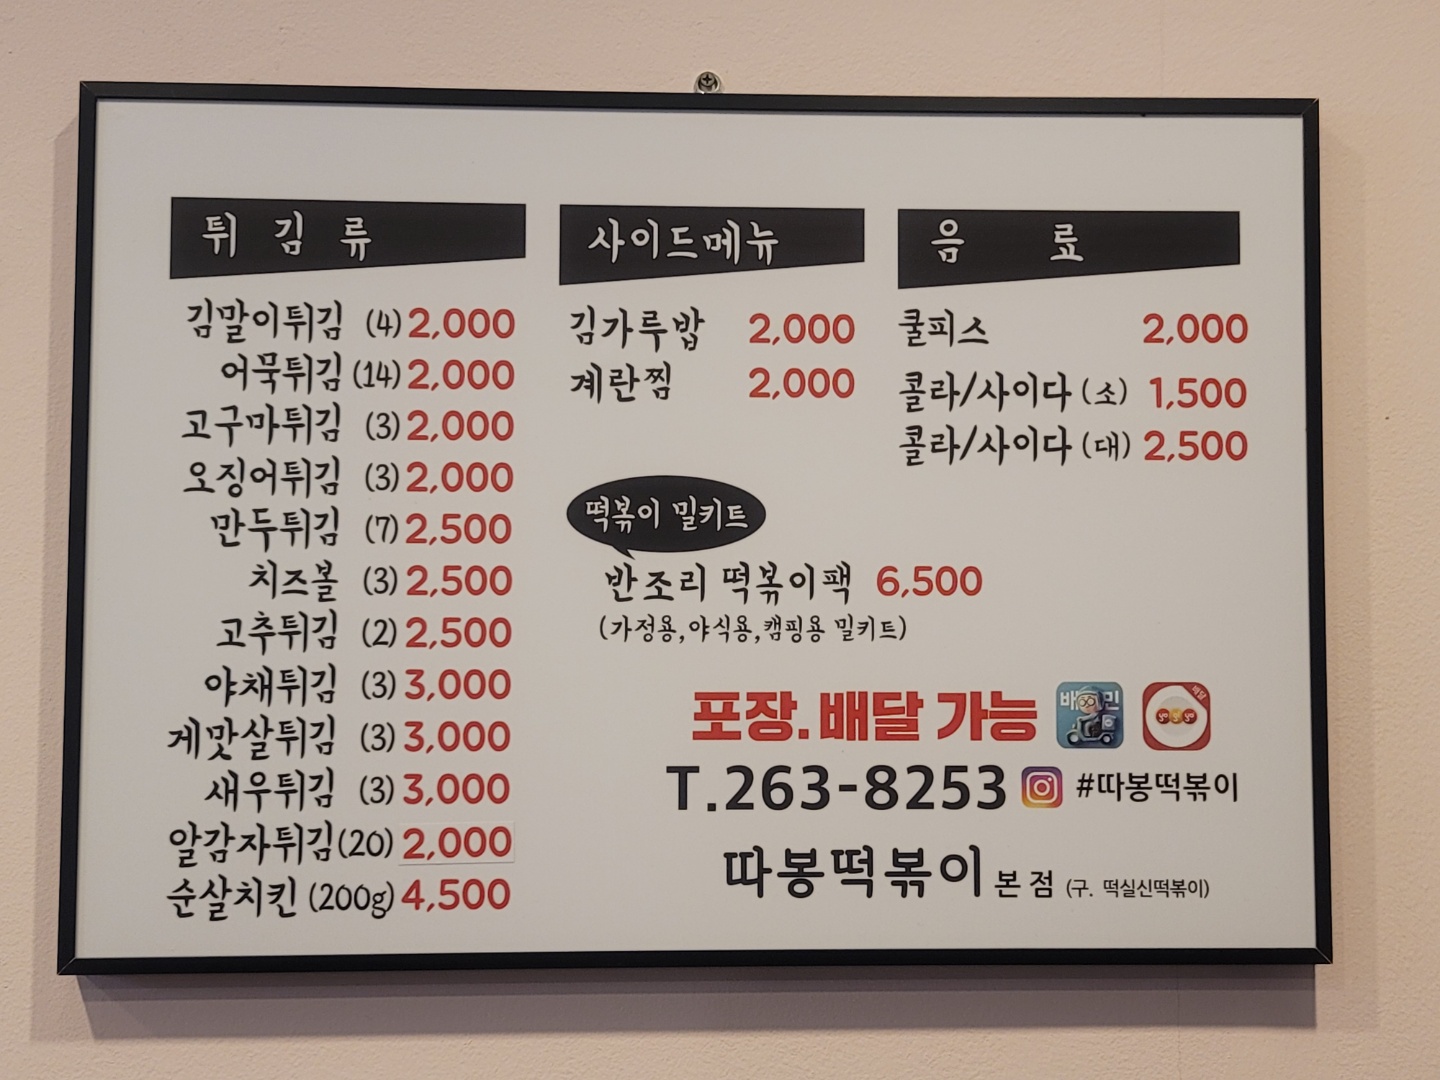 튀김류
김말이튀김 (4) 2,000
어묵튀김 (14) 2,000
고구마튀김 (3) 2,000
오징어튀김 (3) 2,000
만두튀김 (7) 2,500
치즈볼 (3) 2,500
고추튀김 (2) 2,500
야채튀김 (3) 3,000
게맛살튀김 (3) 3,000
새우튀김 (3) 3,000
알감자튀김 (20) 2,000
순살치킨 (200g) 4,500
사이드메뉴
김가루밥 2,000
계란찜 2,000
음료
쿨피스 2,000
콜라/사이다 (소) 1,500
콜라/사이다 (대) 2,500
떡볶이 밀키트
반조리 떡볶이팩 6,500
(가정용,야식용,캠핑용 밀키트)
포장. 배달 가능 배민 배달
T.263-8253 #따봉떡볶이
따봉떡볶이 본점 (구. 떡실신떡볶이)